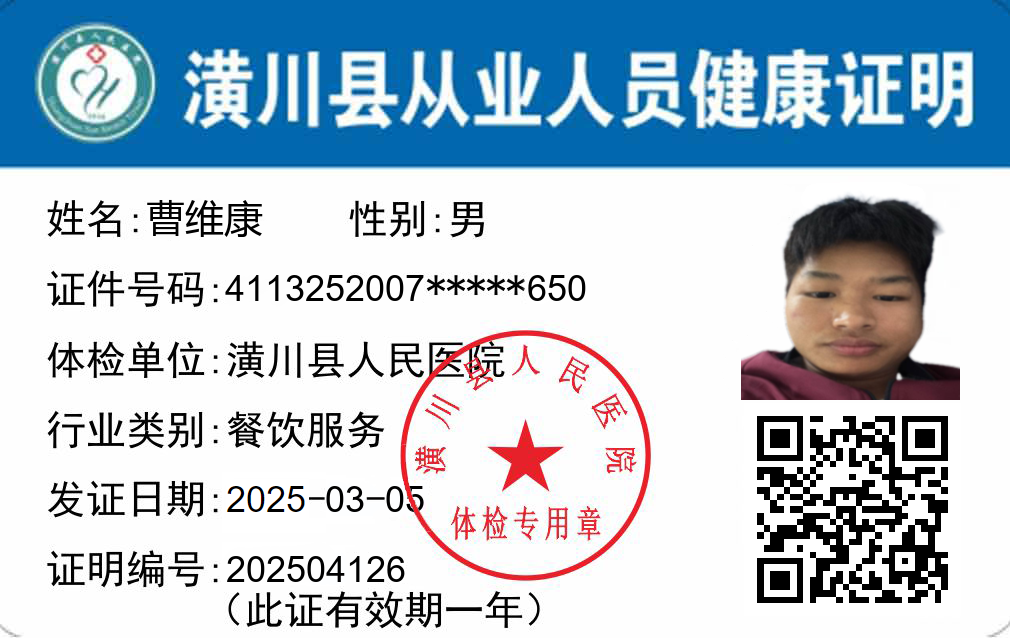 潢川县从业人员健康证明
姓名:曹维康 性别:男
证件号码:4113252007*****650
体检单位:潢川县人民医院
行业类别:餐饮服务
发证日期:2025-03-05
证明编号:202504126
（此证有效期一年）
潢川县人民医院
体检专用章